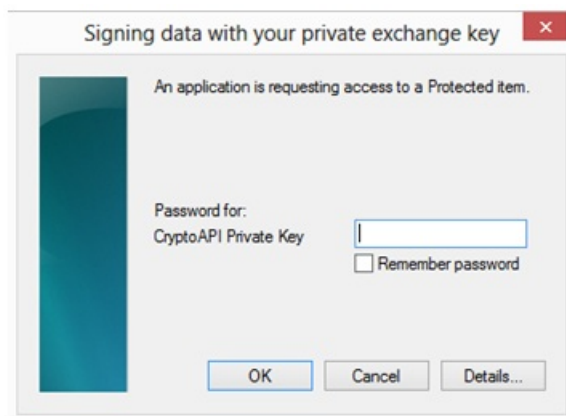 Signing data with your private exchange key
An application is requesting access to a Protected item.
Password for:
CryptoAPI Private Key
Remember password
OK
Cancel
Details...